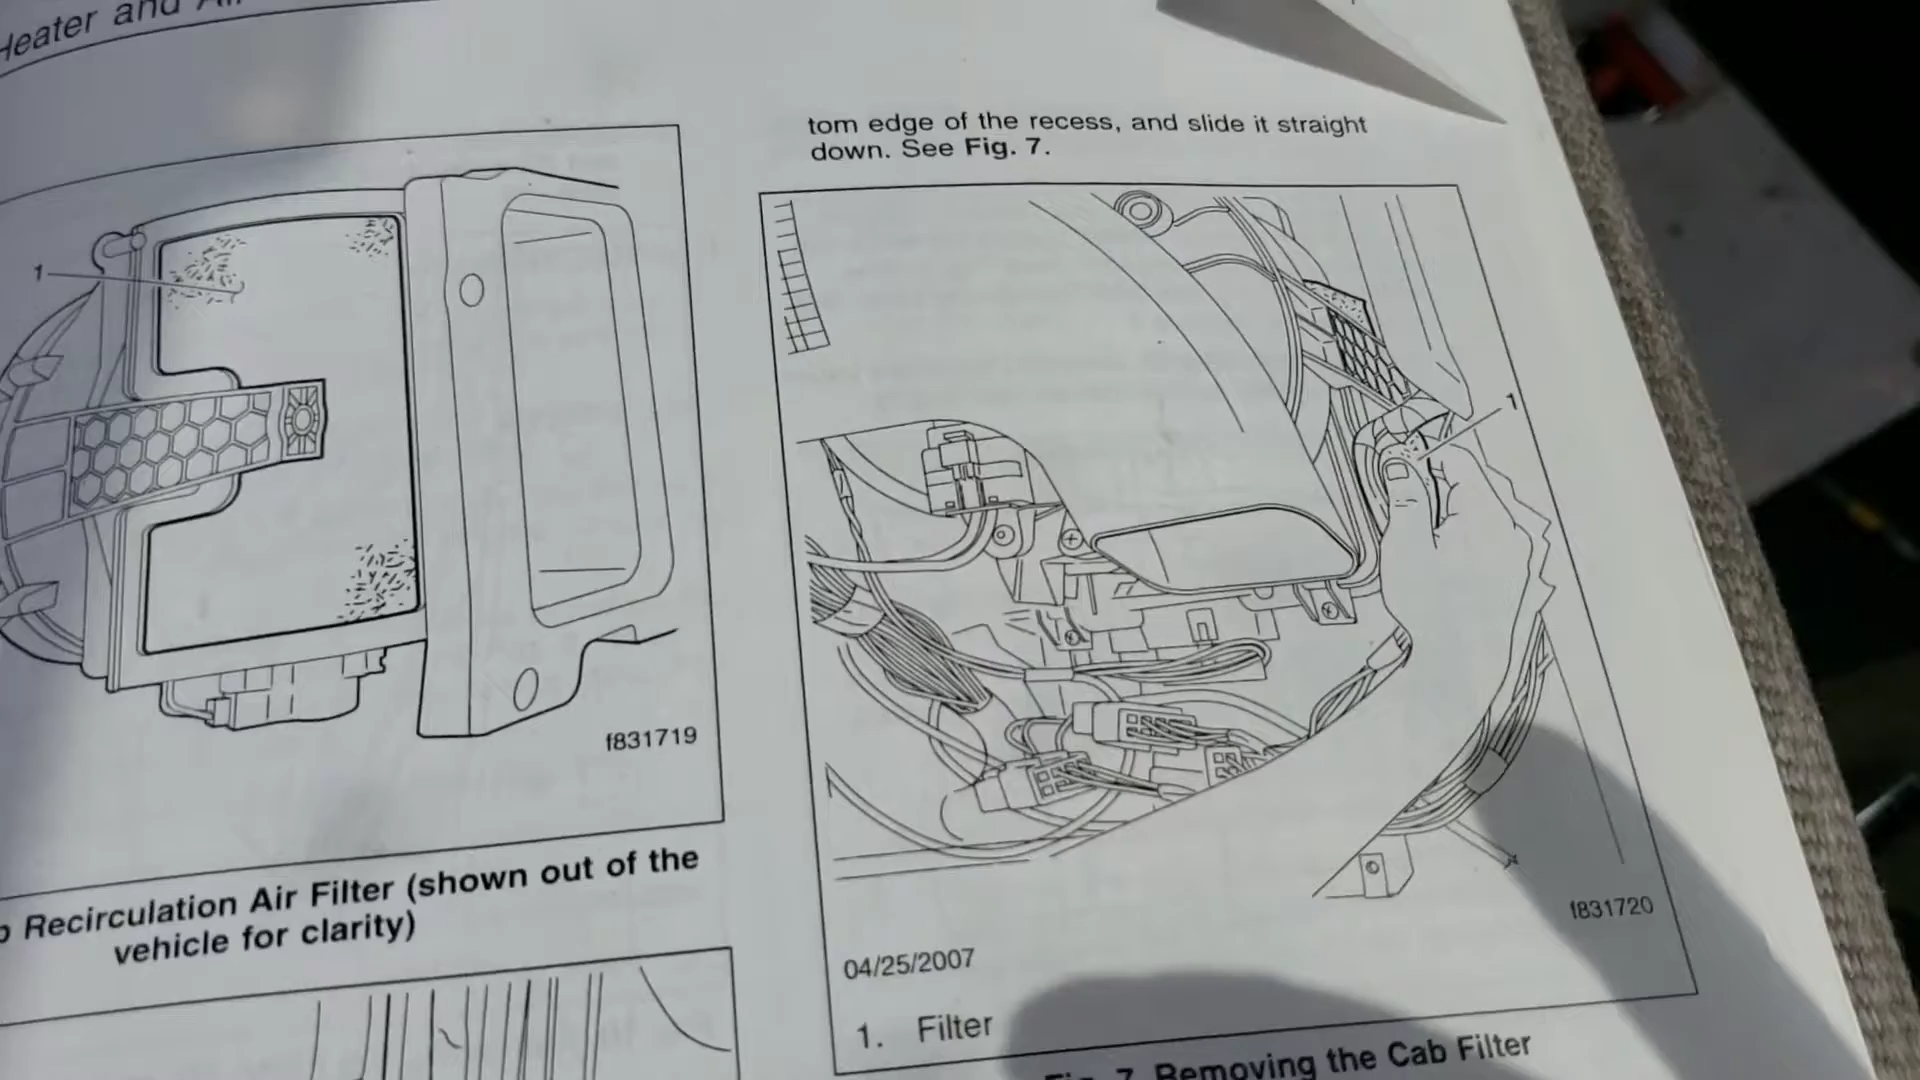 Heater and
1
f831719
Recirculation Air Filter (shown out of the
vehicle for clarity)
tom edge of the recess, and slide it straight
down. See Fig. 7.
1
f831720
04/25/2007
1. Filter
Fig. 7, Removing the Cab Filter